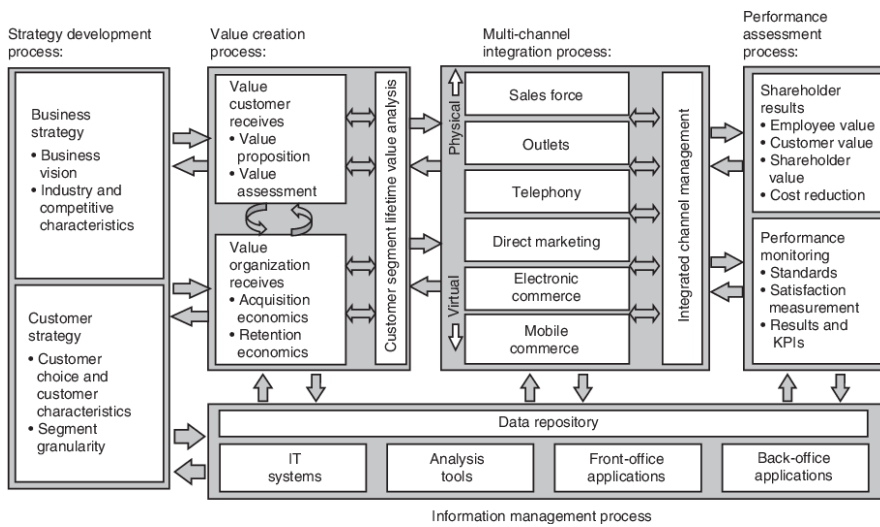 Strategy development
process:
Business
strategy
• Business
vision
• Industry and
competitive
characteristics
Customer
strategy
• Customer
choice and
customer
characteristics
• Segment
granularity
Value creation
process:
Value
customer
receives
• Value
proposition
• Value
assessment
Value
organization
receives
• Acquisition
economics
• Retention
economics
Customer segment lifetime value analysis
Multi-channel
integration process:
Physical
Virtual
Sales force
Outlets
Telephony
Direct marketing
Electronic
commerce
Mobile
commerce
Integrated channel management
Performance
assessment
process:
Shareholder
results
• Employee value
• Customer value
• Shareholder
value
• Cost reduction
Performance
monitoring
• Standards
• Satisfaction
measurement
• Results and
KPIs
Data repository
IT
systems
Analysis
tools
Front-office
applications
Back-office
applications
Information management process